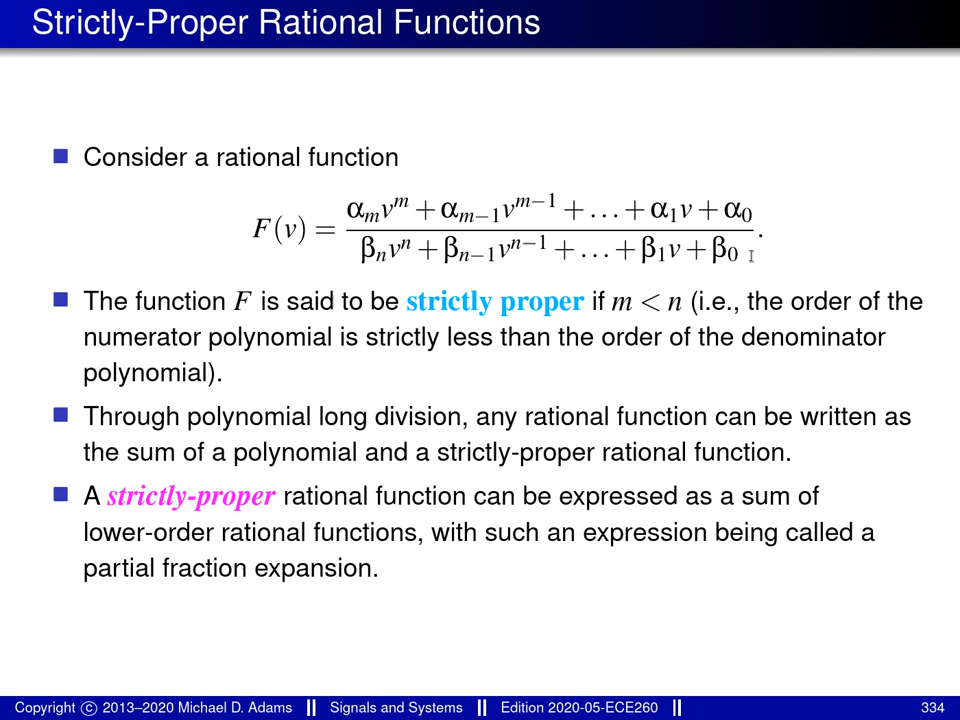 Strictly-Proper Rational Functions
Consider a rational function
F(v) = \frac{α_m v^m + α_{m−1} v^{m−1} + … + α_1 v + α_0}{β_n v^n + β_{n−1} v^{n−1} + … + β_1 v + β_0}.
The function F is said to be strictly proper if m < n (i.e., the order of the
numerator polynomial is strictly less than the order of the denominator
polynomial).
Through polynomial long division, any rational function can be written as
the sum of a polynomial and a strictly-proper rational function.
A strictly-proper rational function can be expressed as a sum of
lower-order rational functions, with such an expression being called a
partial fraction expansion.
Copyright © 2013–2020 Michael D. Adams Signals and Systems Edition 2020-05-ECE260 334